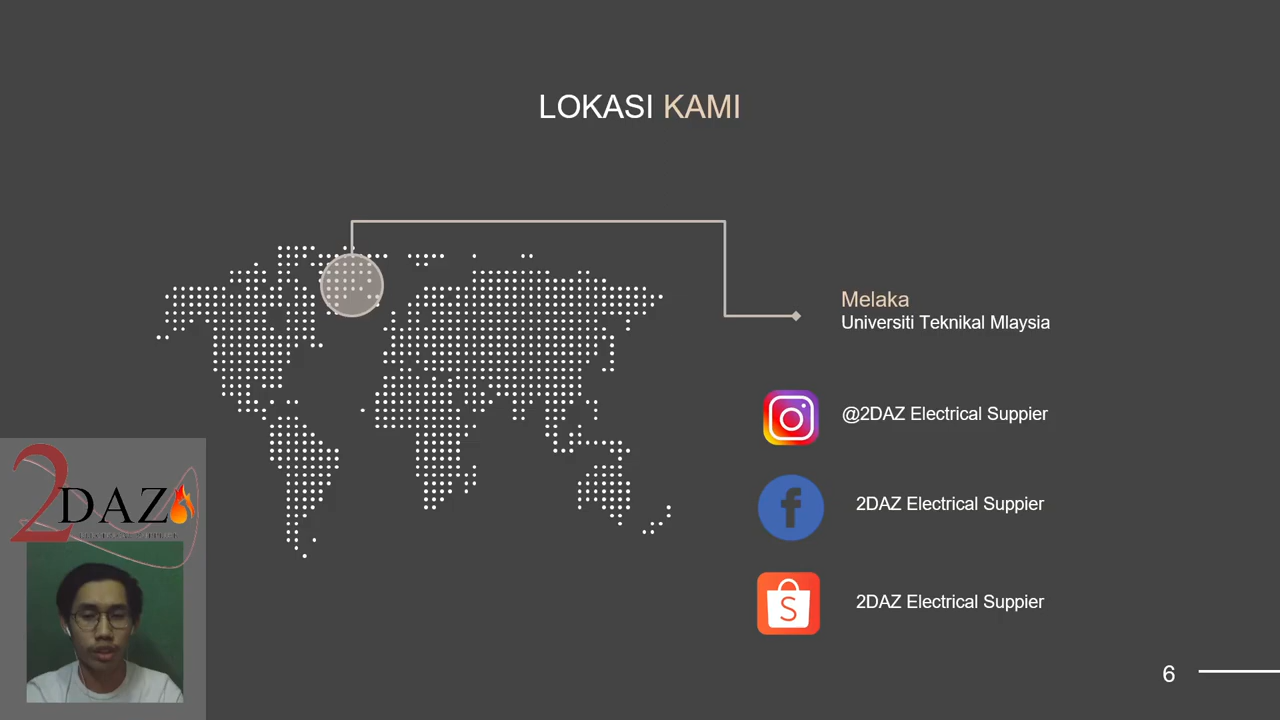 LOKASI KAMI
Melaka
Universiti Teknikal Mlaysia
@2DAZ Electrical Suppier
2DAZ Electrical Suppier
2DAZ Electrical Suppier
2DAZ
6